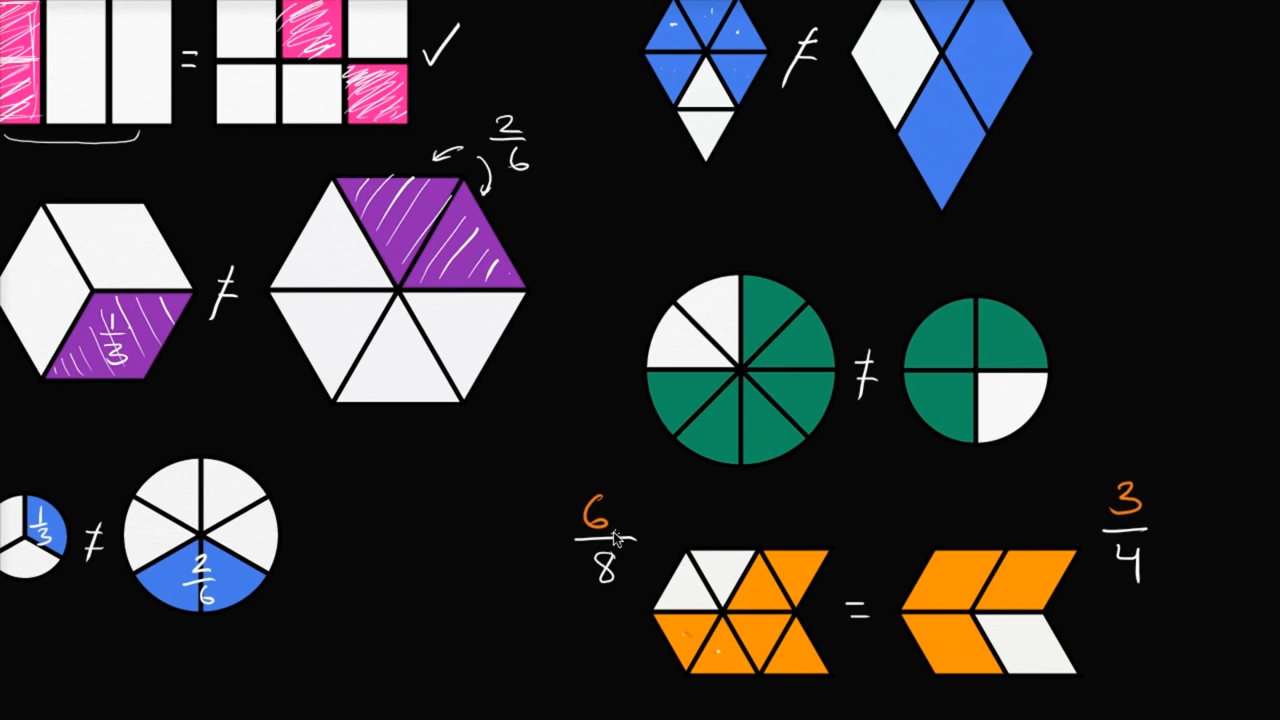 = ✓
≠
2/6
1/3 ≠
≠
1/3 ≠ 2/6
6/8 = 3/4